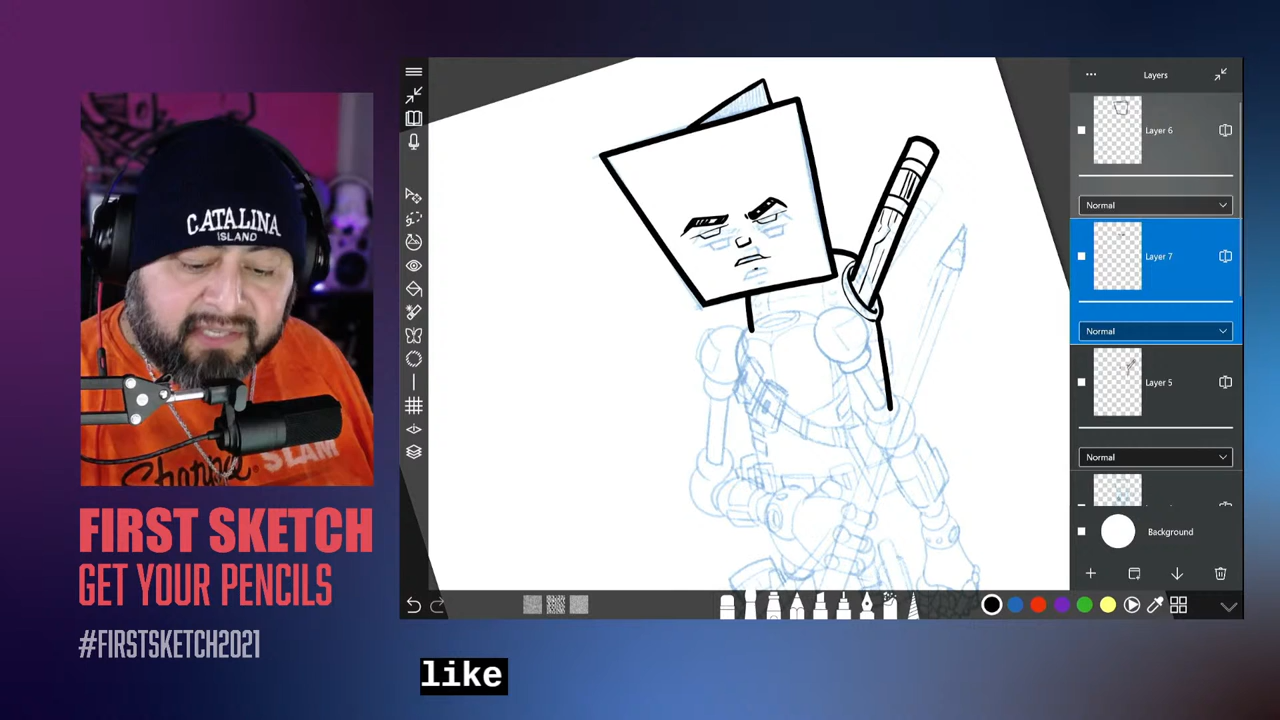 CATALINA
ISLAND
SLAM
FIRST SKETCH
GET YOUR PENCILS
#FIRSTSKETCH2021
Layers
Layer 6
Normal
Layer 7
Normal
Layer 5
Normal
Background
like